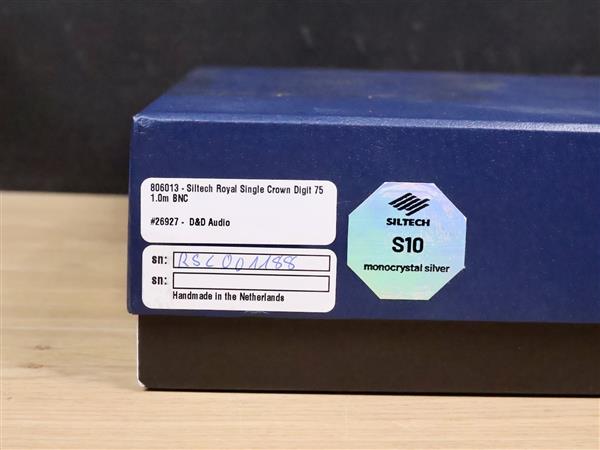 806013 - Siltech Royal Single Crown Digit 75
1.0m BNC
#26927 - D&D Audio
sn: RSC001188
sn:
Handmade in the Netherlands
SILTECH
S10
monocrystal silver